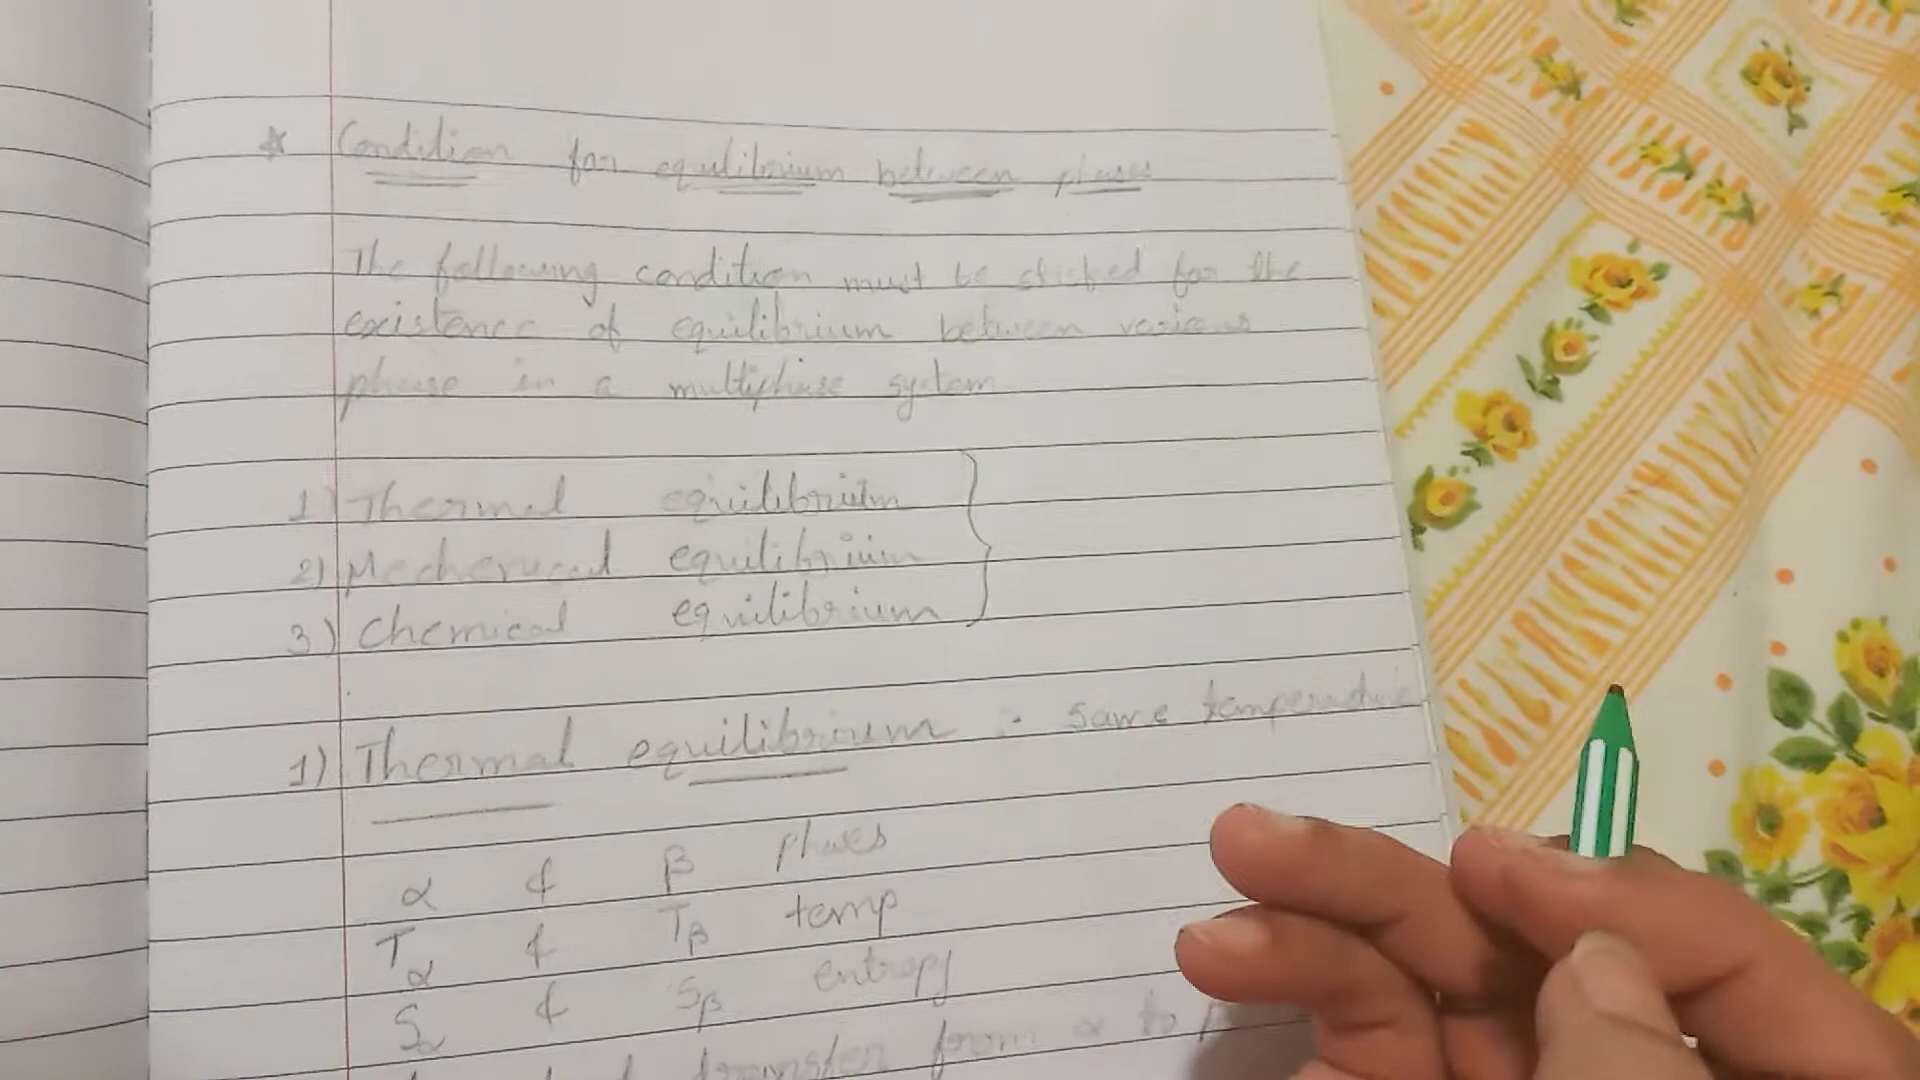 ☆ Condition for equilibrium between phases
The following condition must be stisfied for the
existence of equilibrium between various
phase in a multiphase system
1) Thermal equilibrium
2) Mechanical equilibrium
3) Chemical equilibrium
1) Thermal equilibrium : same temperature
α & β phases
Tα & Tβ temp
Sα & Sβ entropy
transfer from α to